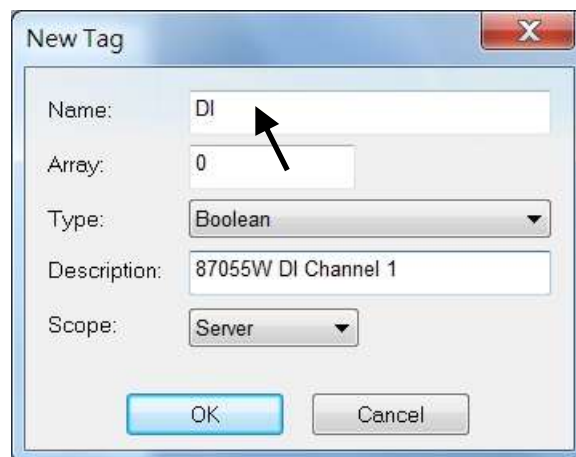 New Tag
Name: DI
Array: 0
Type: Boolean
Description: 87055W DI Channel 1
Scope: Server
OK Cancel